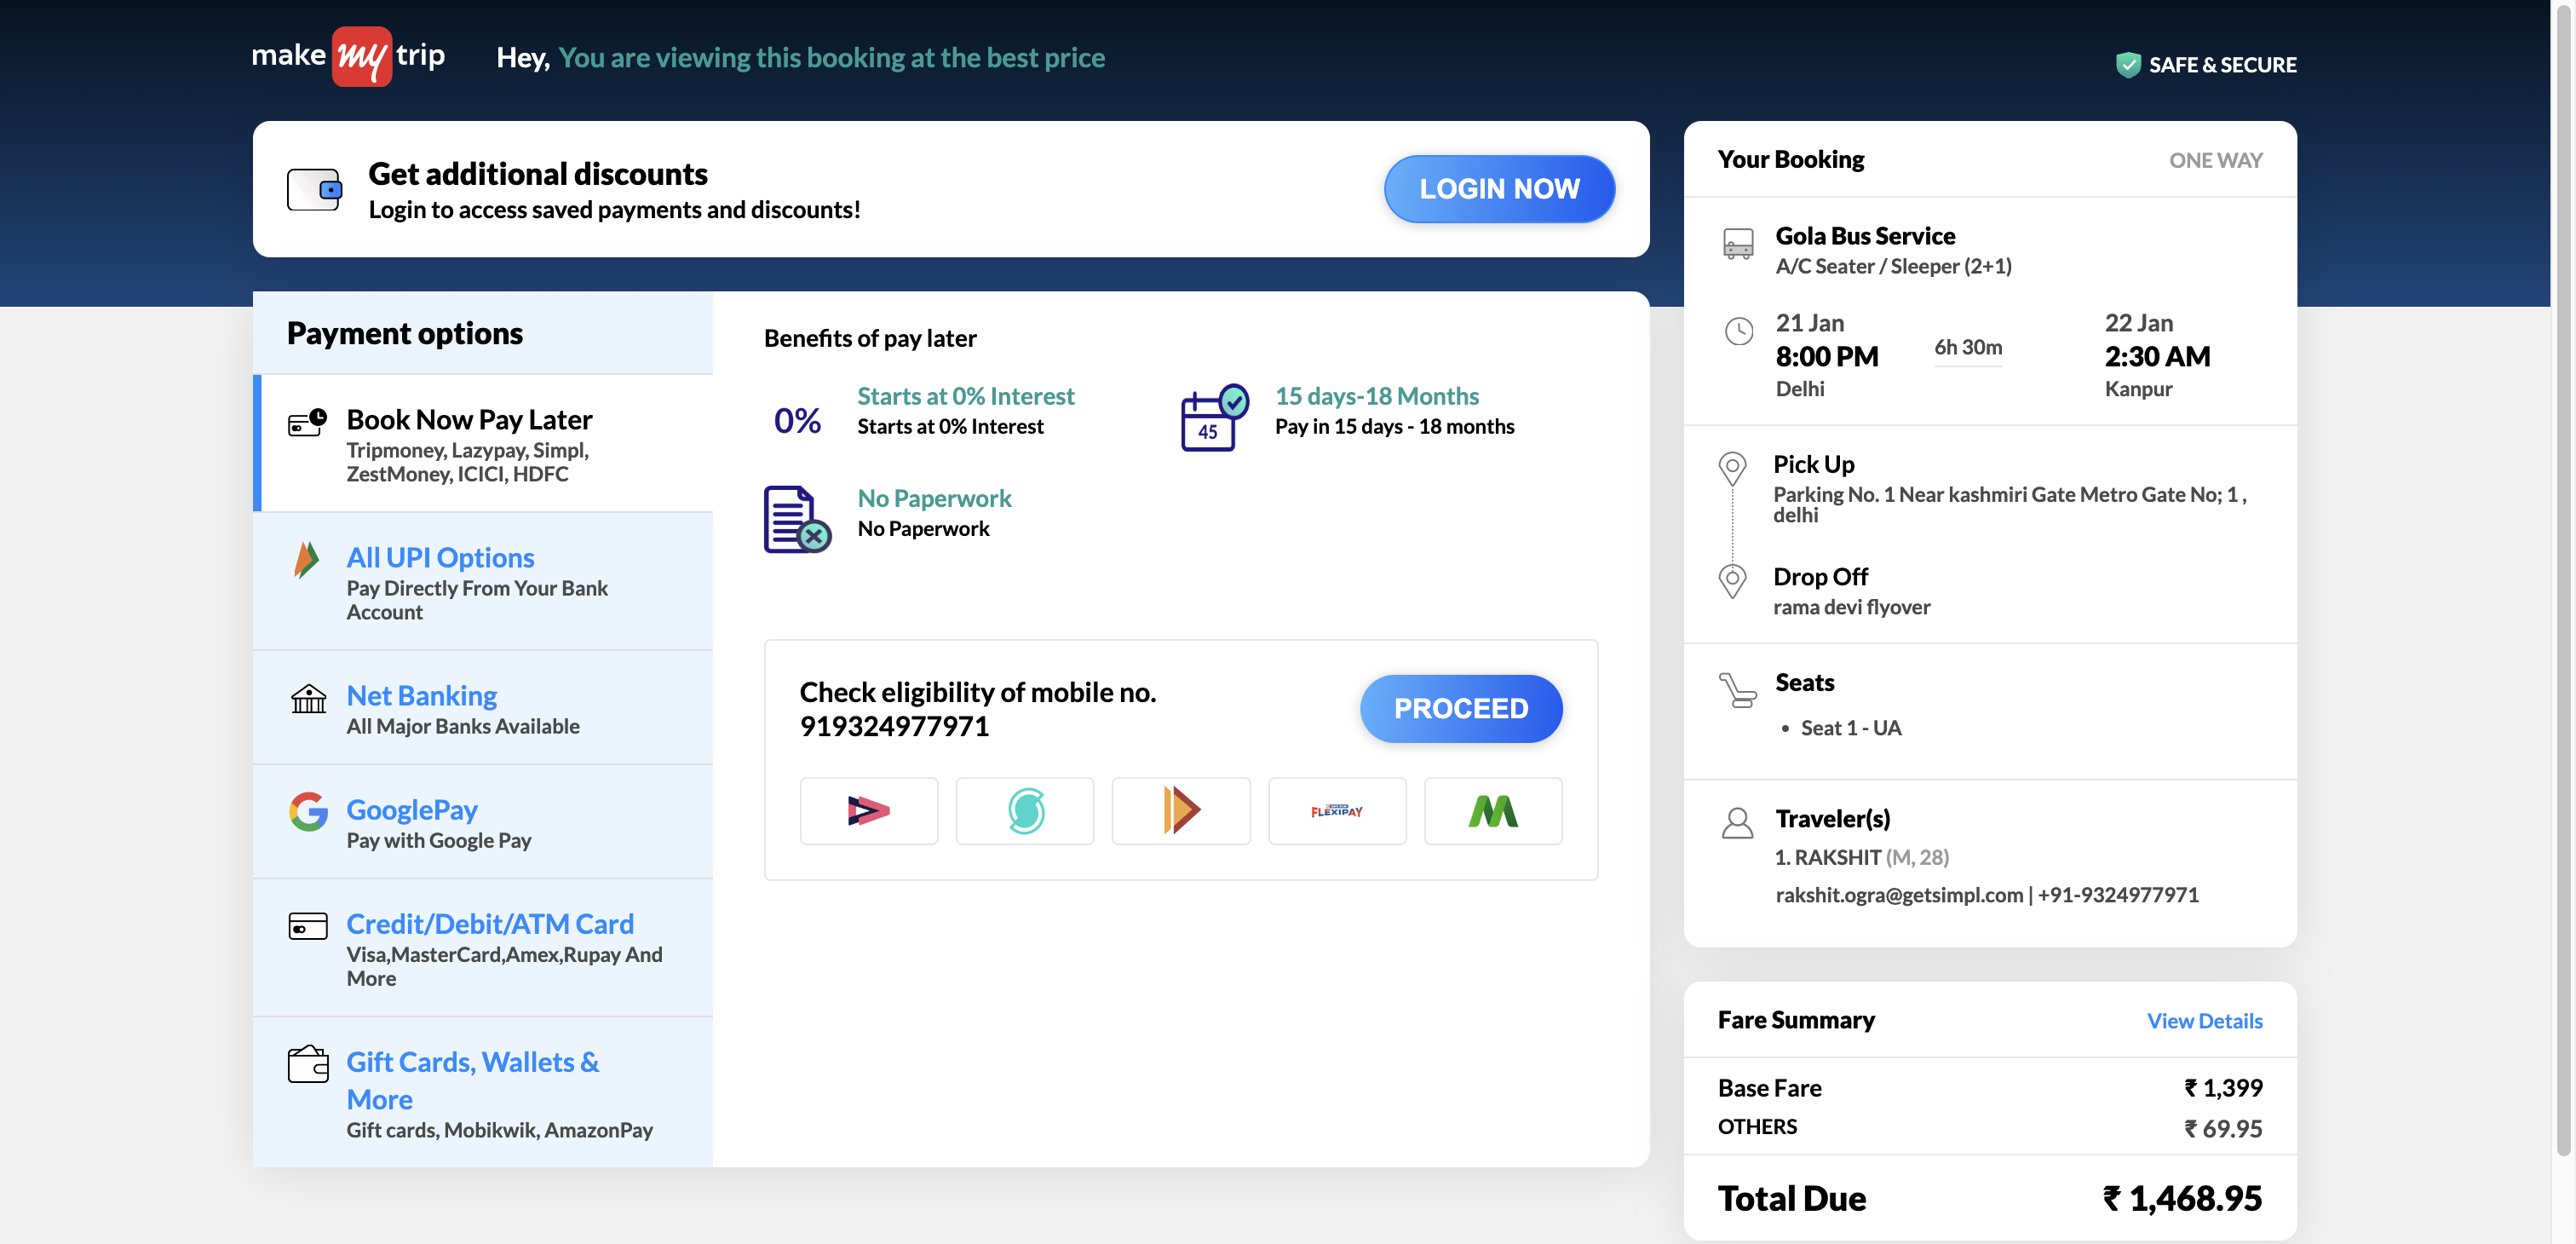 make my trip
Hey, You are viewing this booking at the best price
SAFE & SECURE
Get additional discounts
Login to access saved payments and discounts!
LOGIN NOW
Payment options
Book Now Pay Later
Tripmoney, Lazypay, Simpl,
ZestMoney, ICICI, HDFC
All UPI Options
Pay Directly From Your Bank
Account
Net Banking
All Major Banks Available
GooglePay
Pay with Google Pay
Credit/Debit/ATM Card
Visa,MasterCard,Amex,Rupay And
More
Gift Cards, Wallets &
More
Gift cards, Mobikwik, AmazonPay
Benefits of pay later
0%
Starts at 0% Interest
Starts at 0% Interest
45
15 days-18 Months
Pay in 15 days - 18 months
No Paperwork
No Paperwork
Check eligibility of mobile no.
919324977971
PROCEED
FLEXIPAY
Your Booking
ONE WAY
Gola Bus Service
A/C Seater / Sleeper (2+1)
21 Jan
8:00 PM
Delhi
6h 30m
22 Jan
2:30 AM
Kanpur
Pick Up
Parking No. 1 Near kashmiri Gate Metro Gate No; 1 ,
delhi
Drop Off
rama devi flyover
Seats
• Seat 1 - UA
Traveler(s)
1. RAKSHIT (M, 28)
rakshit.ogra@getsimpl.com | +91-9324977971
Fare Summary
View Details
Base Fare
₹ 1,399
OTHERS
₹ 69.95
Total Due
₹ 1,468.95